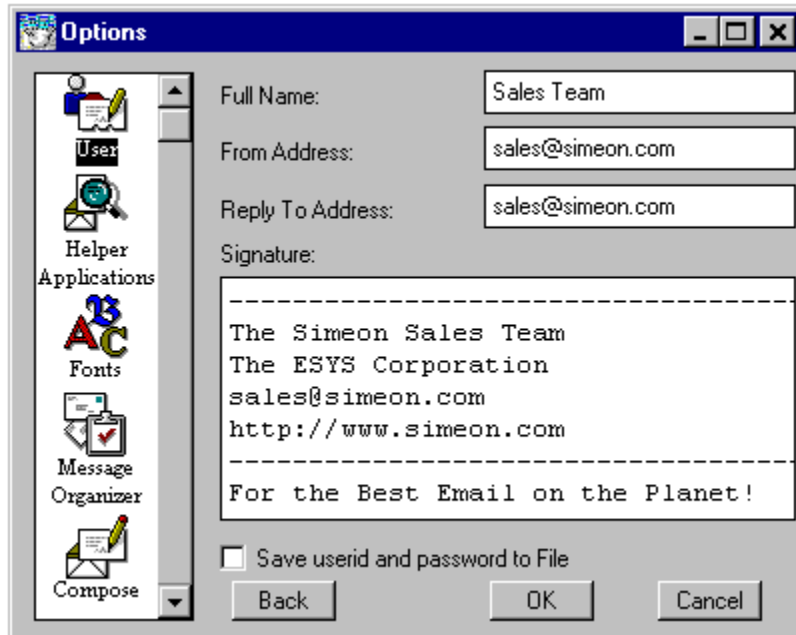 Options
User
Helper
Applications
Fonts
Message
Organizer
Compose
Full Name:
Sales Team
From Address:
sales@simeon.com
Reply To Address:
sales@simeon.com
Signature:
-----------------------------------
The Simeon Sales Team
The ESYS Corporation
sales@simeon.com
http://www.simeon.com
-----------------------------------
For the Best Email on the Planet!
Save userid and password to File
Back
OK
Cancel